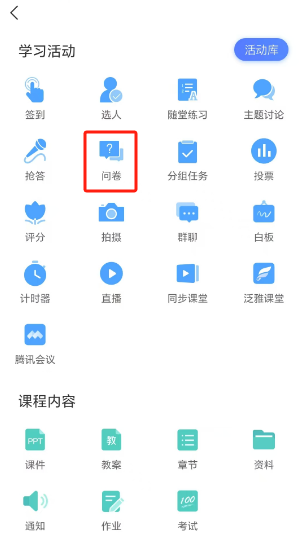 学习活动
活动库
签到 选人 随堂练习 主题讨论
?
抢答 问卷 分组任务 投票
评分 拍摄 群聊 白板
计时器 直播 同步课堂 泛雅课堂
腾讯会议
课程内容
PPT 教
课件 教案 章节 资料
100
通知 作业 考试